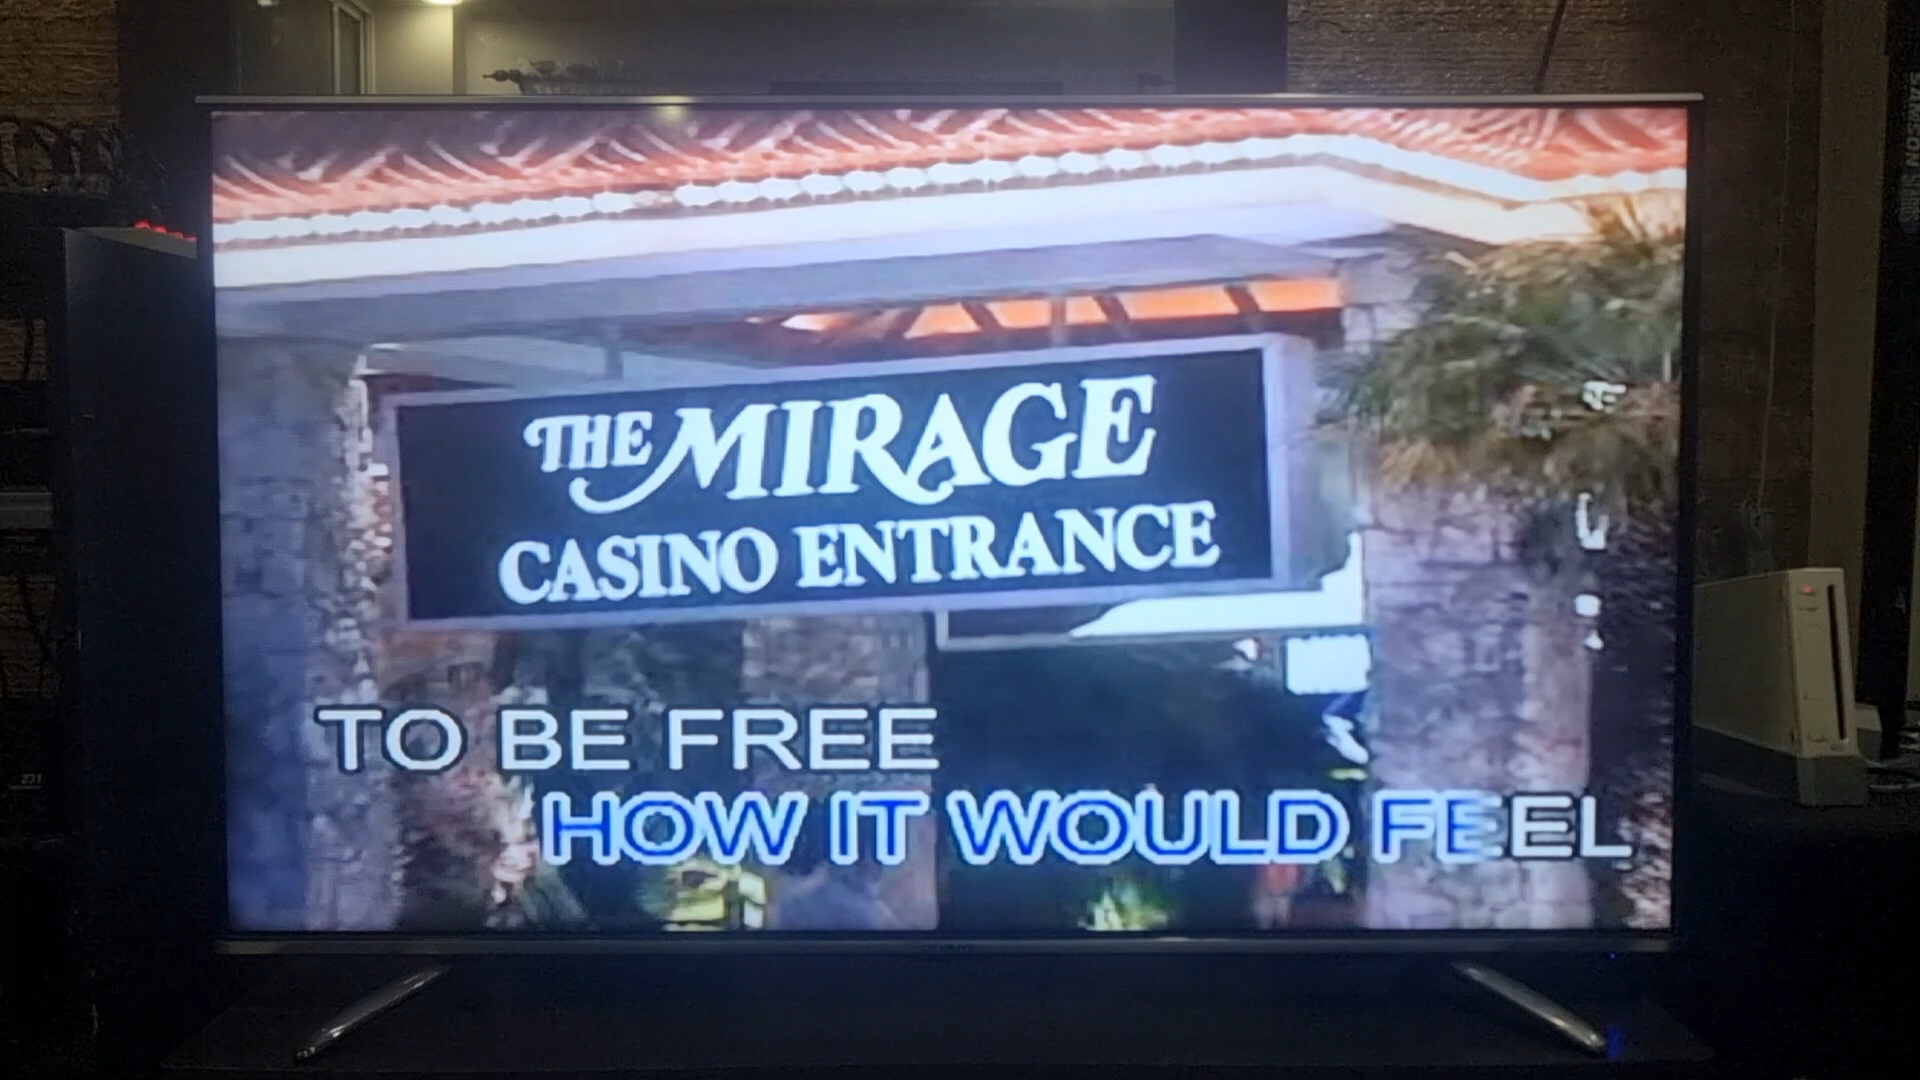 THE MIRAGE
CASINO ENTRANCE
TO BE FREE
HOW IT WOULD FEEL